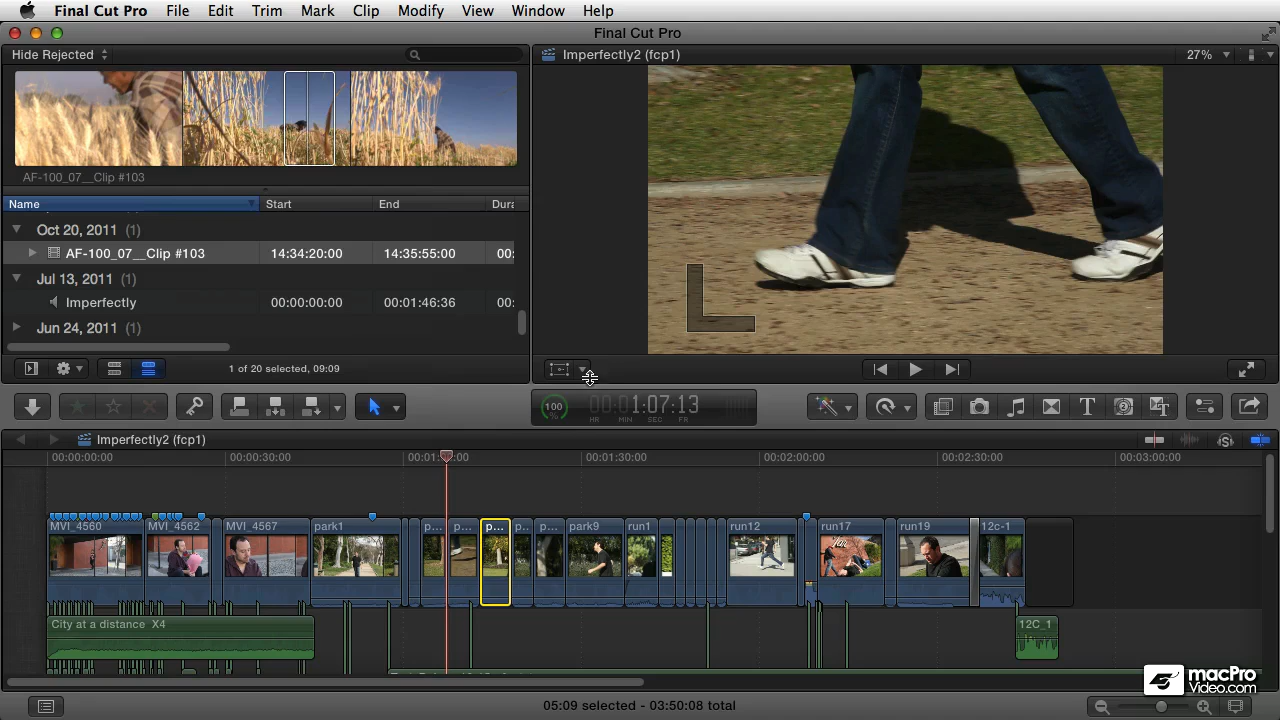 Final Cut Pro File Edit Trim Mark Clip Modify View Window Help
Final Cut Pro
Hide Rejected
Imperfectly2 (fcp1) 27%
AF-100_07__Clip #103
Name Start End Dura
Oct 20, 2011 (1)
AF-100_07__Clip #103 14:34:20:00 14:35:55:00 00:
Jul 13, 2011 (1)
Imperfectly 00:00:00:00 00:01:46:36 00:
Jun 24, 2011 (1)
1 of 20 selected, 09:09
100 % 00:01:07:13
HR MIN SEC FR
Imperfectly2 (fcp1)
00:00:00:00 00:00:30:00 00:01:00:00 00:01:30:00 00:02:00:00 00:02:30:00 00:03:00:00
MVI_4560 MVI_4562 MVI_4567 park1 p... p... p... p... p... park9 run1 run12 run17 run19 12c-1
City at a distance X4 12C_1
macPro
Video.com
05:09 selected - 03:50:08 total